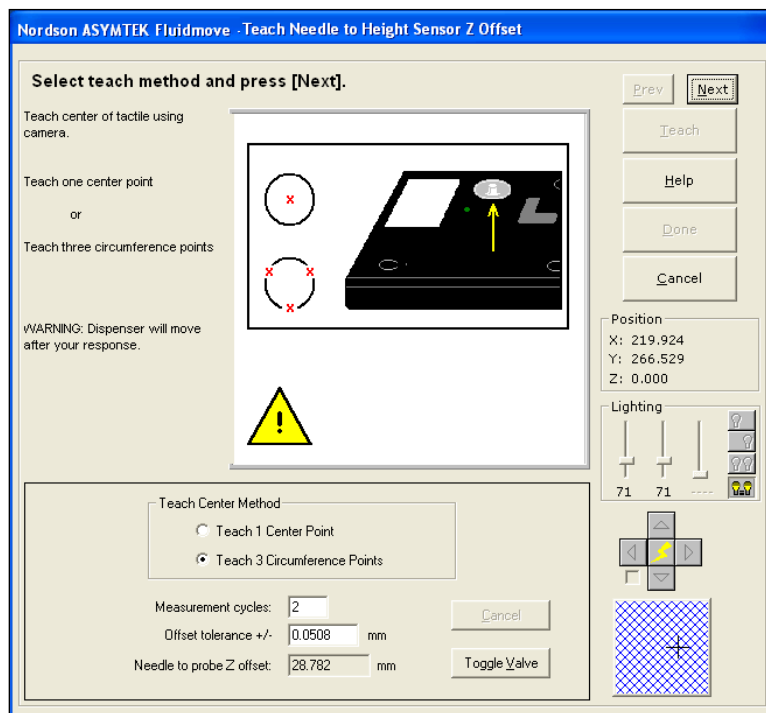 Nordson ASYMTEK Fluidmove - Teach Needle to Height Sensor Z Offset
Select teach method and press [Next].
Teach center of tactile using
camera.
Teach one center point
or
Teach three circumference points
WARNING: Dispenser will move
after your response.
x
x x
x
!
Prev
Next
Teach
Help
Done
Cancel
Position
X: 219.924
Y: 266.529
Z: 0.000
Lighting
71 71 ----
Teach Center Method
Teach 1 Center Point
Teach 3 Circumference Points
Measurement cycles: 2
Offset tolerance +/- 0.0508 mm
Needle to probe Z offset: 28.782 mm
Cancel
Toggle Valve